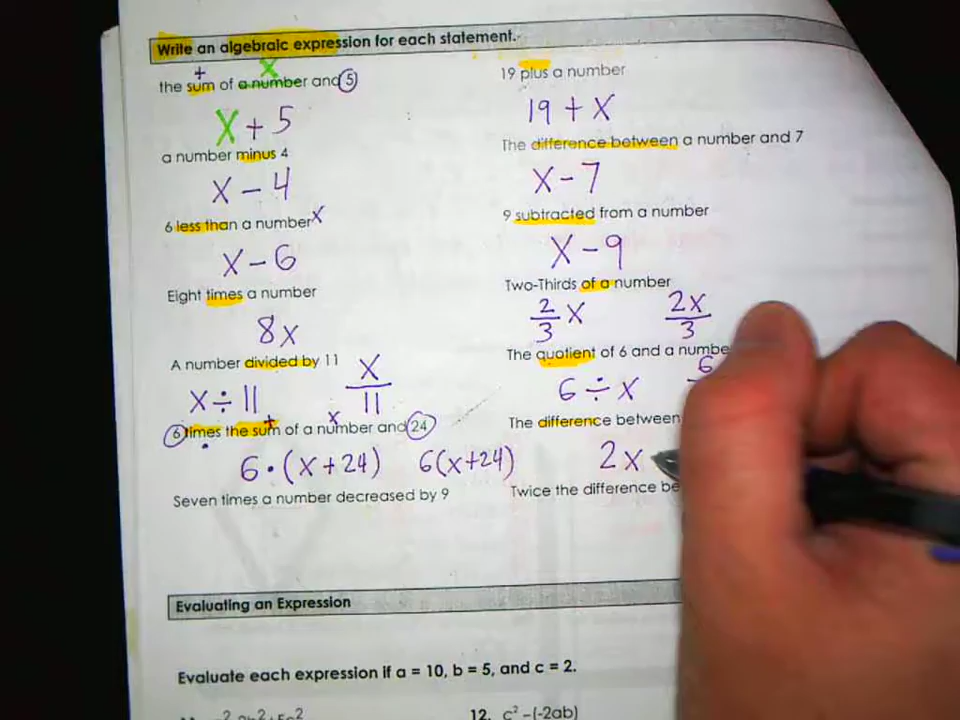 Write an algebraic expression for each statement.
+ x
the sum of a number and 5
X + 5
a number minus 4
X - 4
6 less than a number x
X - 6
Eight times a number
8x
A number divided by 11
X ÷ 11
X
11
6 times the sum of a number and 24
+ x
•
6 • (X + 24) 6(x+24)
Seven times a number decreased by 9
19 plus a number
19 + X
The difference between a number and 7
X - 7
9 subtracted from a number
X - 9
Two-Thirds of a number
2/3 X 2X/3
The quotient of 6 and a
6 ÷ X 6
The difference between
2x
Twice the difference
Evaluating an Expression
Evaluate each expression if a = 10, b = 5, and c = 2.
12. c² -(-2ab)